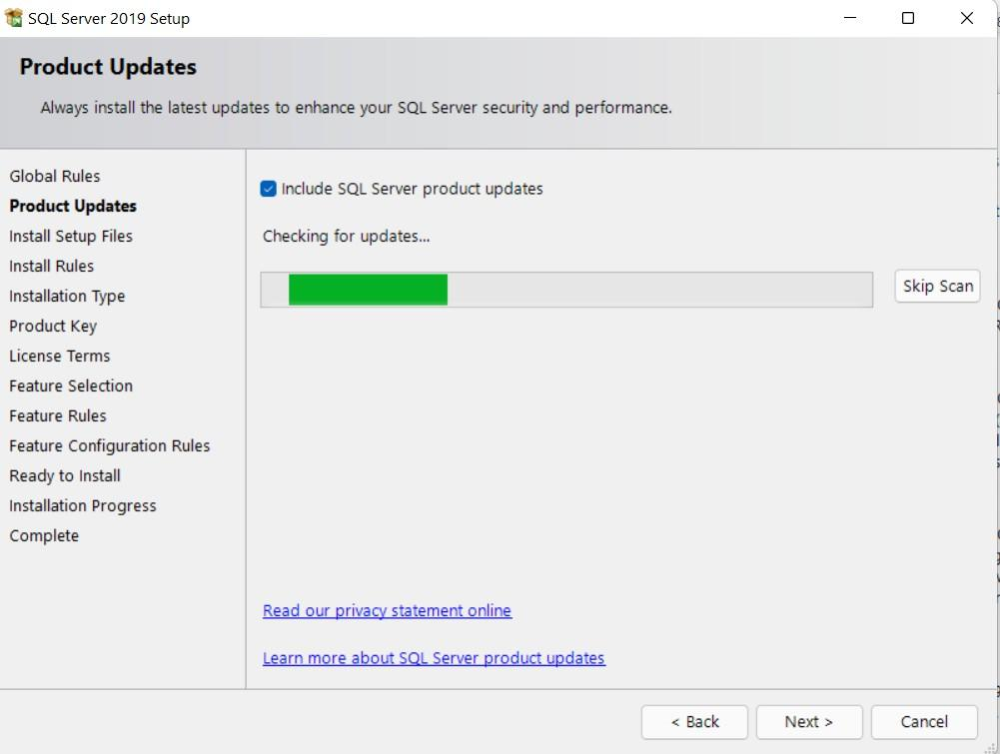 SQL Server 2019 Setup
Product Updates
Always install the latest updates to enhance your SQL Server security and performance.
Global Rules
Product Updates
Install Setup Files
Install Rules
Installation Type
Product Key
License Terms
Feature Selection
Feature Rules
Feature Configuration Rules
Ready to Install
Installation Progress
Complete
Include SQL Server product updates
Checking for updates...
Skip Scan
Read our privacy statement online
Learn more about SQL Server product updates
< Back
Next >
Cancel